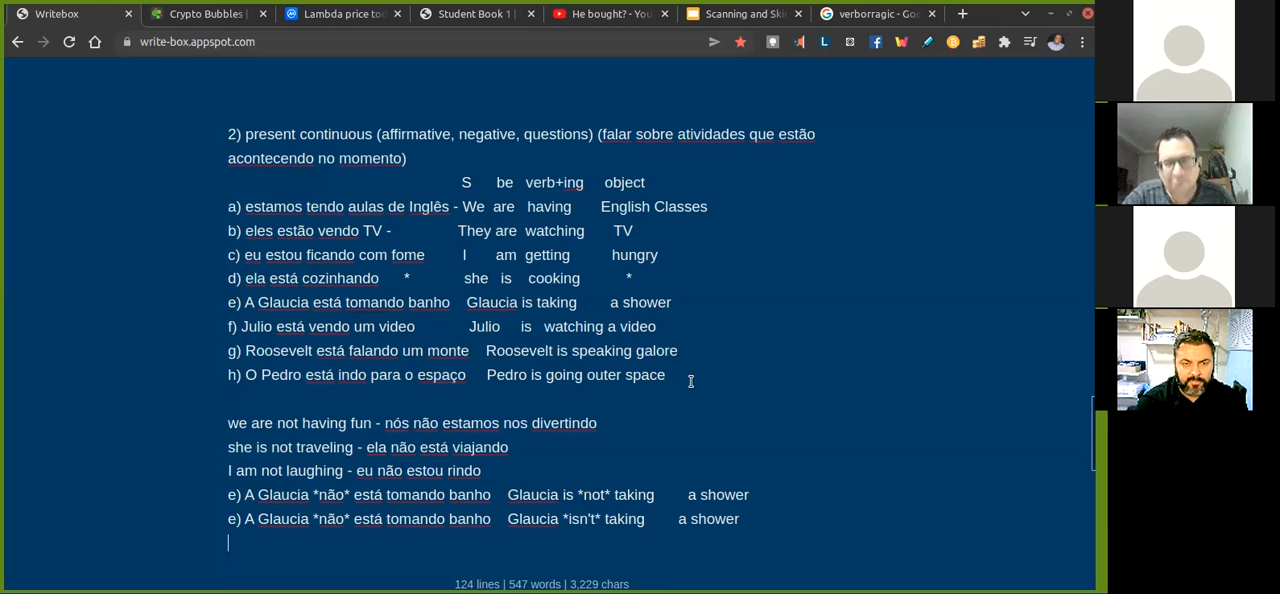 Writebox
Crypto Bubbles |
Lambda price tod
Student Book 1 |
He bought? - You
Scanning and Ski
verborragic - Goo
write-box.appspot.com
2) present continuous (affirmative, negative, questions) (falar sobre atividades que estão
acontecendo no momento)
S be verb+ing object
a) estamos tendo aulas de Inglês - We are having English Classes
b) eles estão vendo TV - They are watching TV
c) eu estou ficando com fome I am getting hungry
d) ela está cozinhando * she is cooking *
e) A Glaucia está tomando banho Glaucia is taking a shower
f) Julio está vendo um video Julio is watching a video
g) Roosevelt está falando um monte Roosevelt is speaking galore
h) O Pedro está indo para o espaço Pedro is going outer space
we are not having fun - nós não estamos nos divertindo
she is not traveling - ela não está viajando
I am not laughing - eu não estou rindo
e) A Glaucia *não* está tomando banho Glaucia is *not* taking a shower
e) A Glaucia *não* está tomando banho Glaucia *isn't* taking a shower
124 lines | 547 words | 3,229 chars